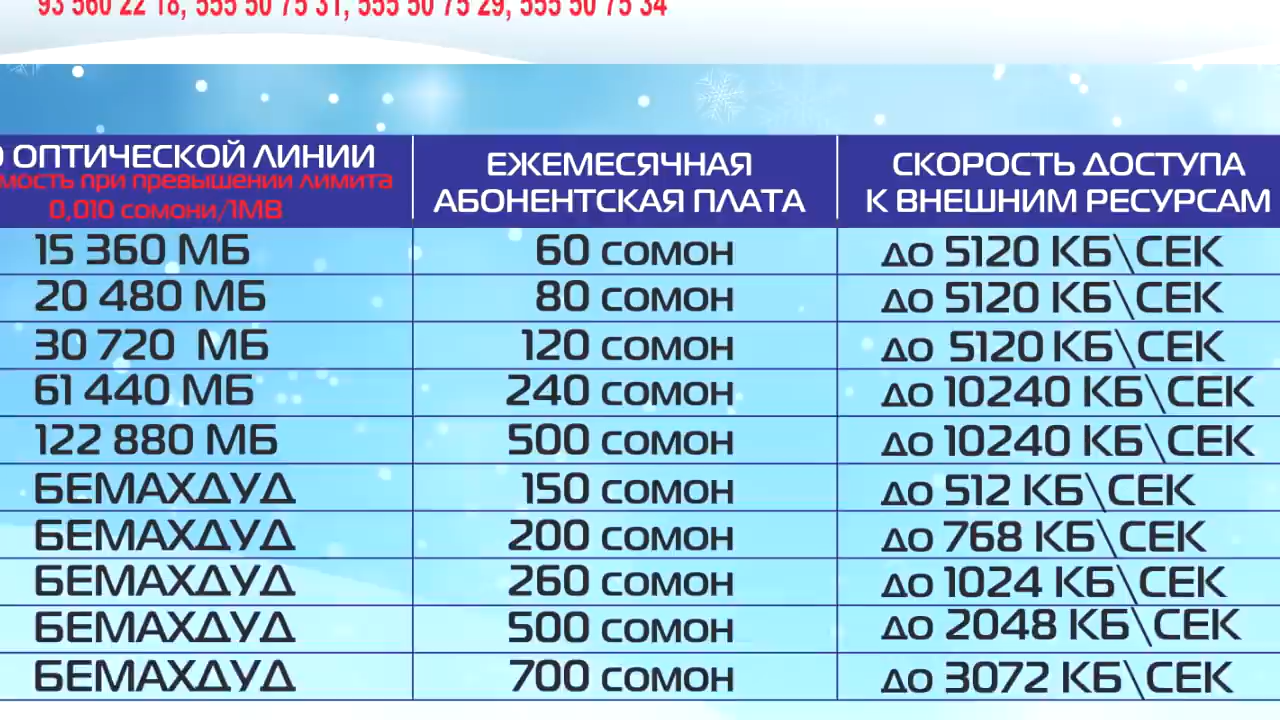 93 560 22 18, 555 50 75 31, 555 50 75 29, 555 50 75 34
ОПТИЧЕСКОЙ ЛИНИИ
при превышении лимита
0,010 сомони/1МВ
ЕЖЕМЕСЯЧНАЯ
АБОНЕНТСКАЯ ПЛАТА
СКОРОСТЬ ДОСТУПА
К ВНЕШНИМ РЕСУРСАМ
15 360 МБ 60 сомон до 5120 КБ\СЕК
20 480 МБ 80 сомон до 5120 КБ\СЕК
30 720 МБ 120 сомон до 5120 КБ\СЕК
61 440 МБ 240 сомон до 10240 КБ\СЕК
122 880 МБ 500 сомон до 10240 КБ\СЕК
БЕМАХДУД 150 сомон до 512 КБ\СЕК
БЕМАХДУД 200 сомон до 768 КБ\СЕК
БЕМАХДУД 260 сомон до 1024 КБ\СЕК
БЕМАХДУД 500 сомон до 2048 КБ\СЕК
БЕМАХДУД 700 сомон до 3072 КБ\СЕК